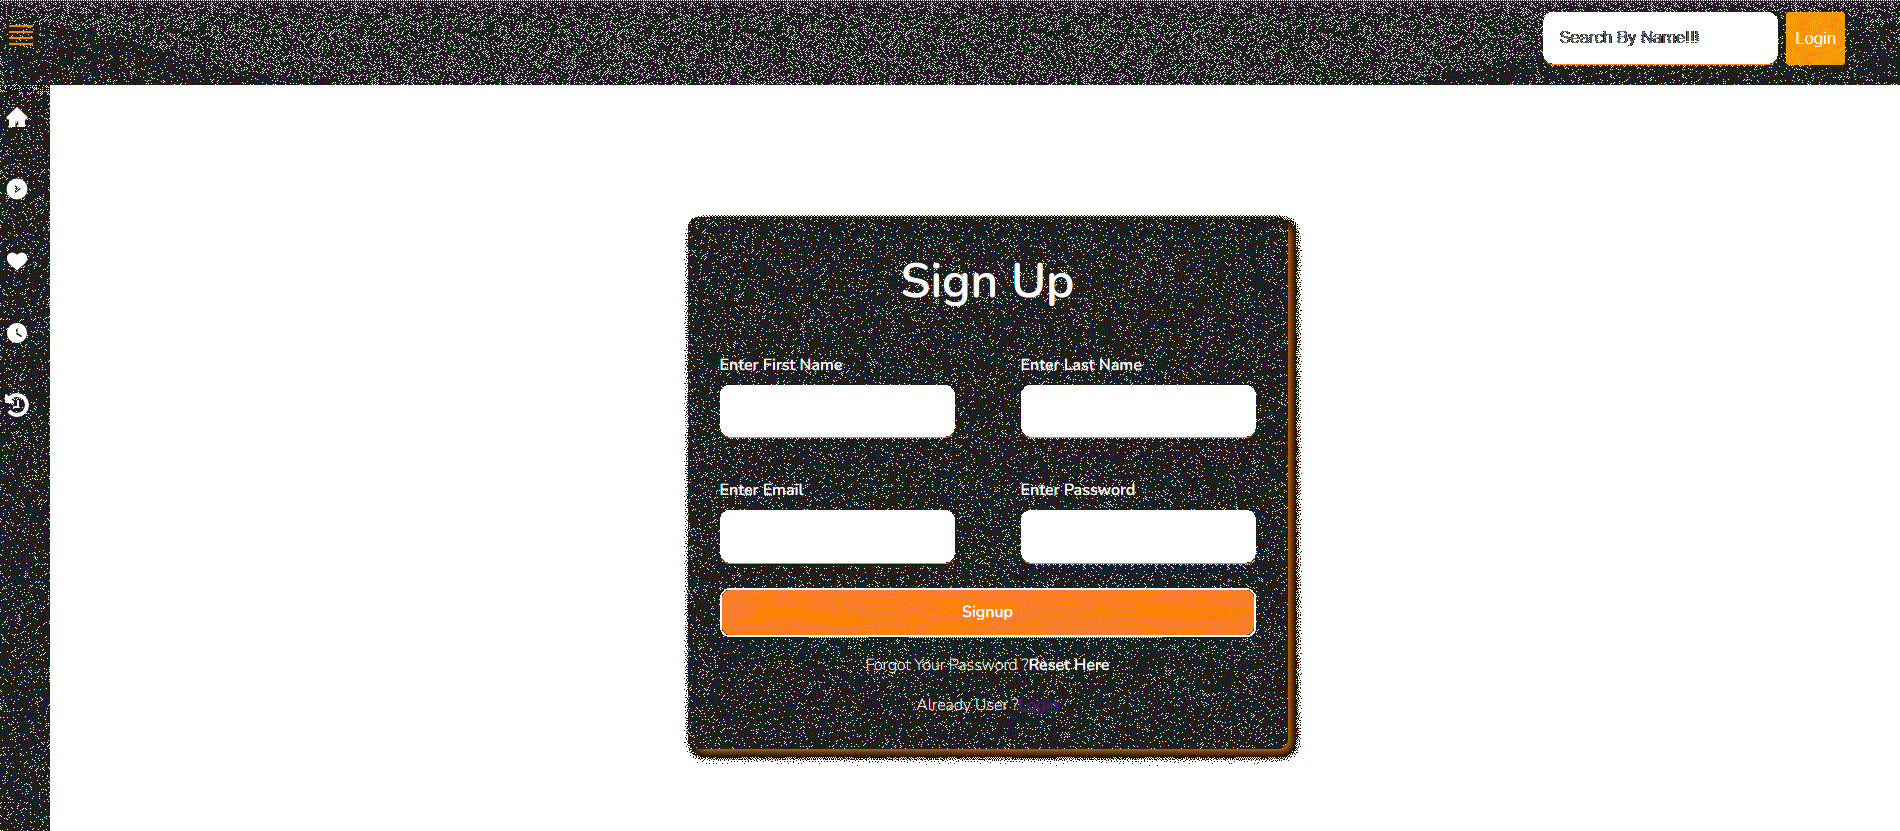 Search By Name!!!
Login
Sign Up
Enter First Name
Enter Last Name
Enter Email
Enter Password
Signup
Forgot Your Password ?Reset Here
Already User ?Login